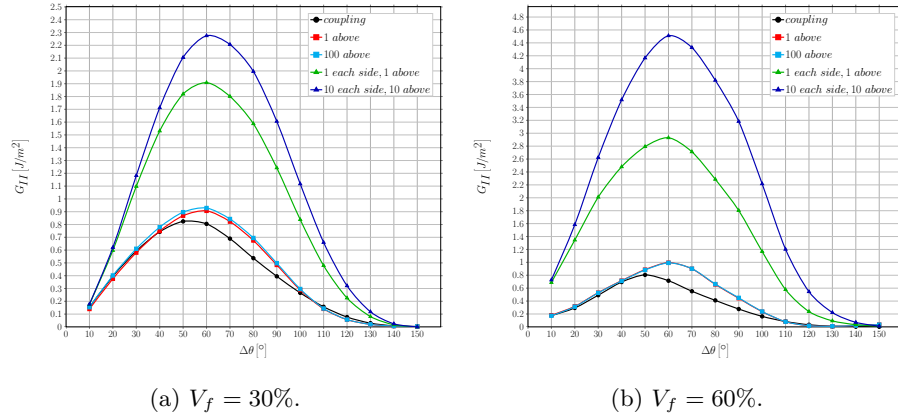 2.5
2.4
2.3
2.2
2.1
2
1.9
1.8
1.7
1.6
1.5
1.4
1.3
1.2
1.1
1
0.9
0.8
0.7
0.6
0.5
0.4
0.3
0.2
0.1
0
G_{II} [J/m^2]
10 20 30 40 50 60 70 80 90 100 110 120 130 140 150
Δθ [°]
coupling
1 above
100 above
1 each side, 1 above
10 each side, 10 above
(a) V_f = 30%.
4.8
4.6
4.4
4.2
4
3.8
3.6
3.4
3.2
3
2.8
2.6
2.4
2.2
2
1.8
1.6
1.4
1.2
1
0.8
0.6
0.4
0.2
0
G_{II} [J/m^2]
10 20 30 40 50 60 70 80 90 100 110 120 130 140 150
Δθ [°]
coupling
1 above
100 above
1 each side, 1 above
10 each side, 10 above
(b) V_f = 60%.